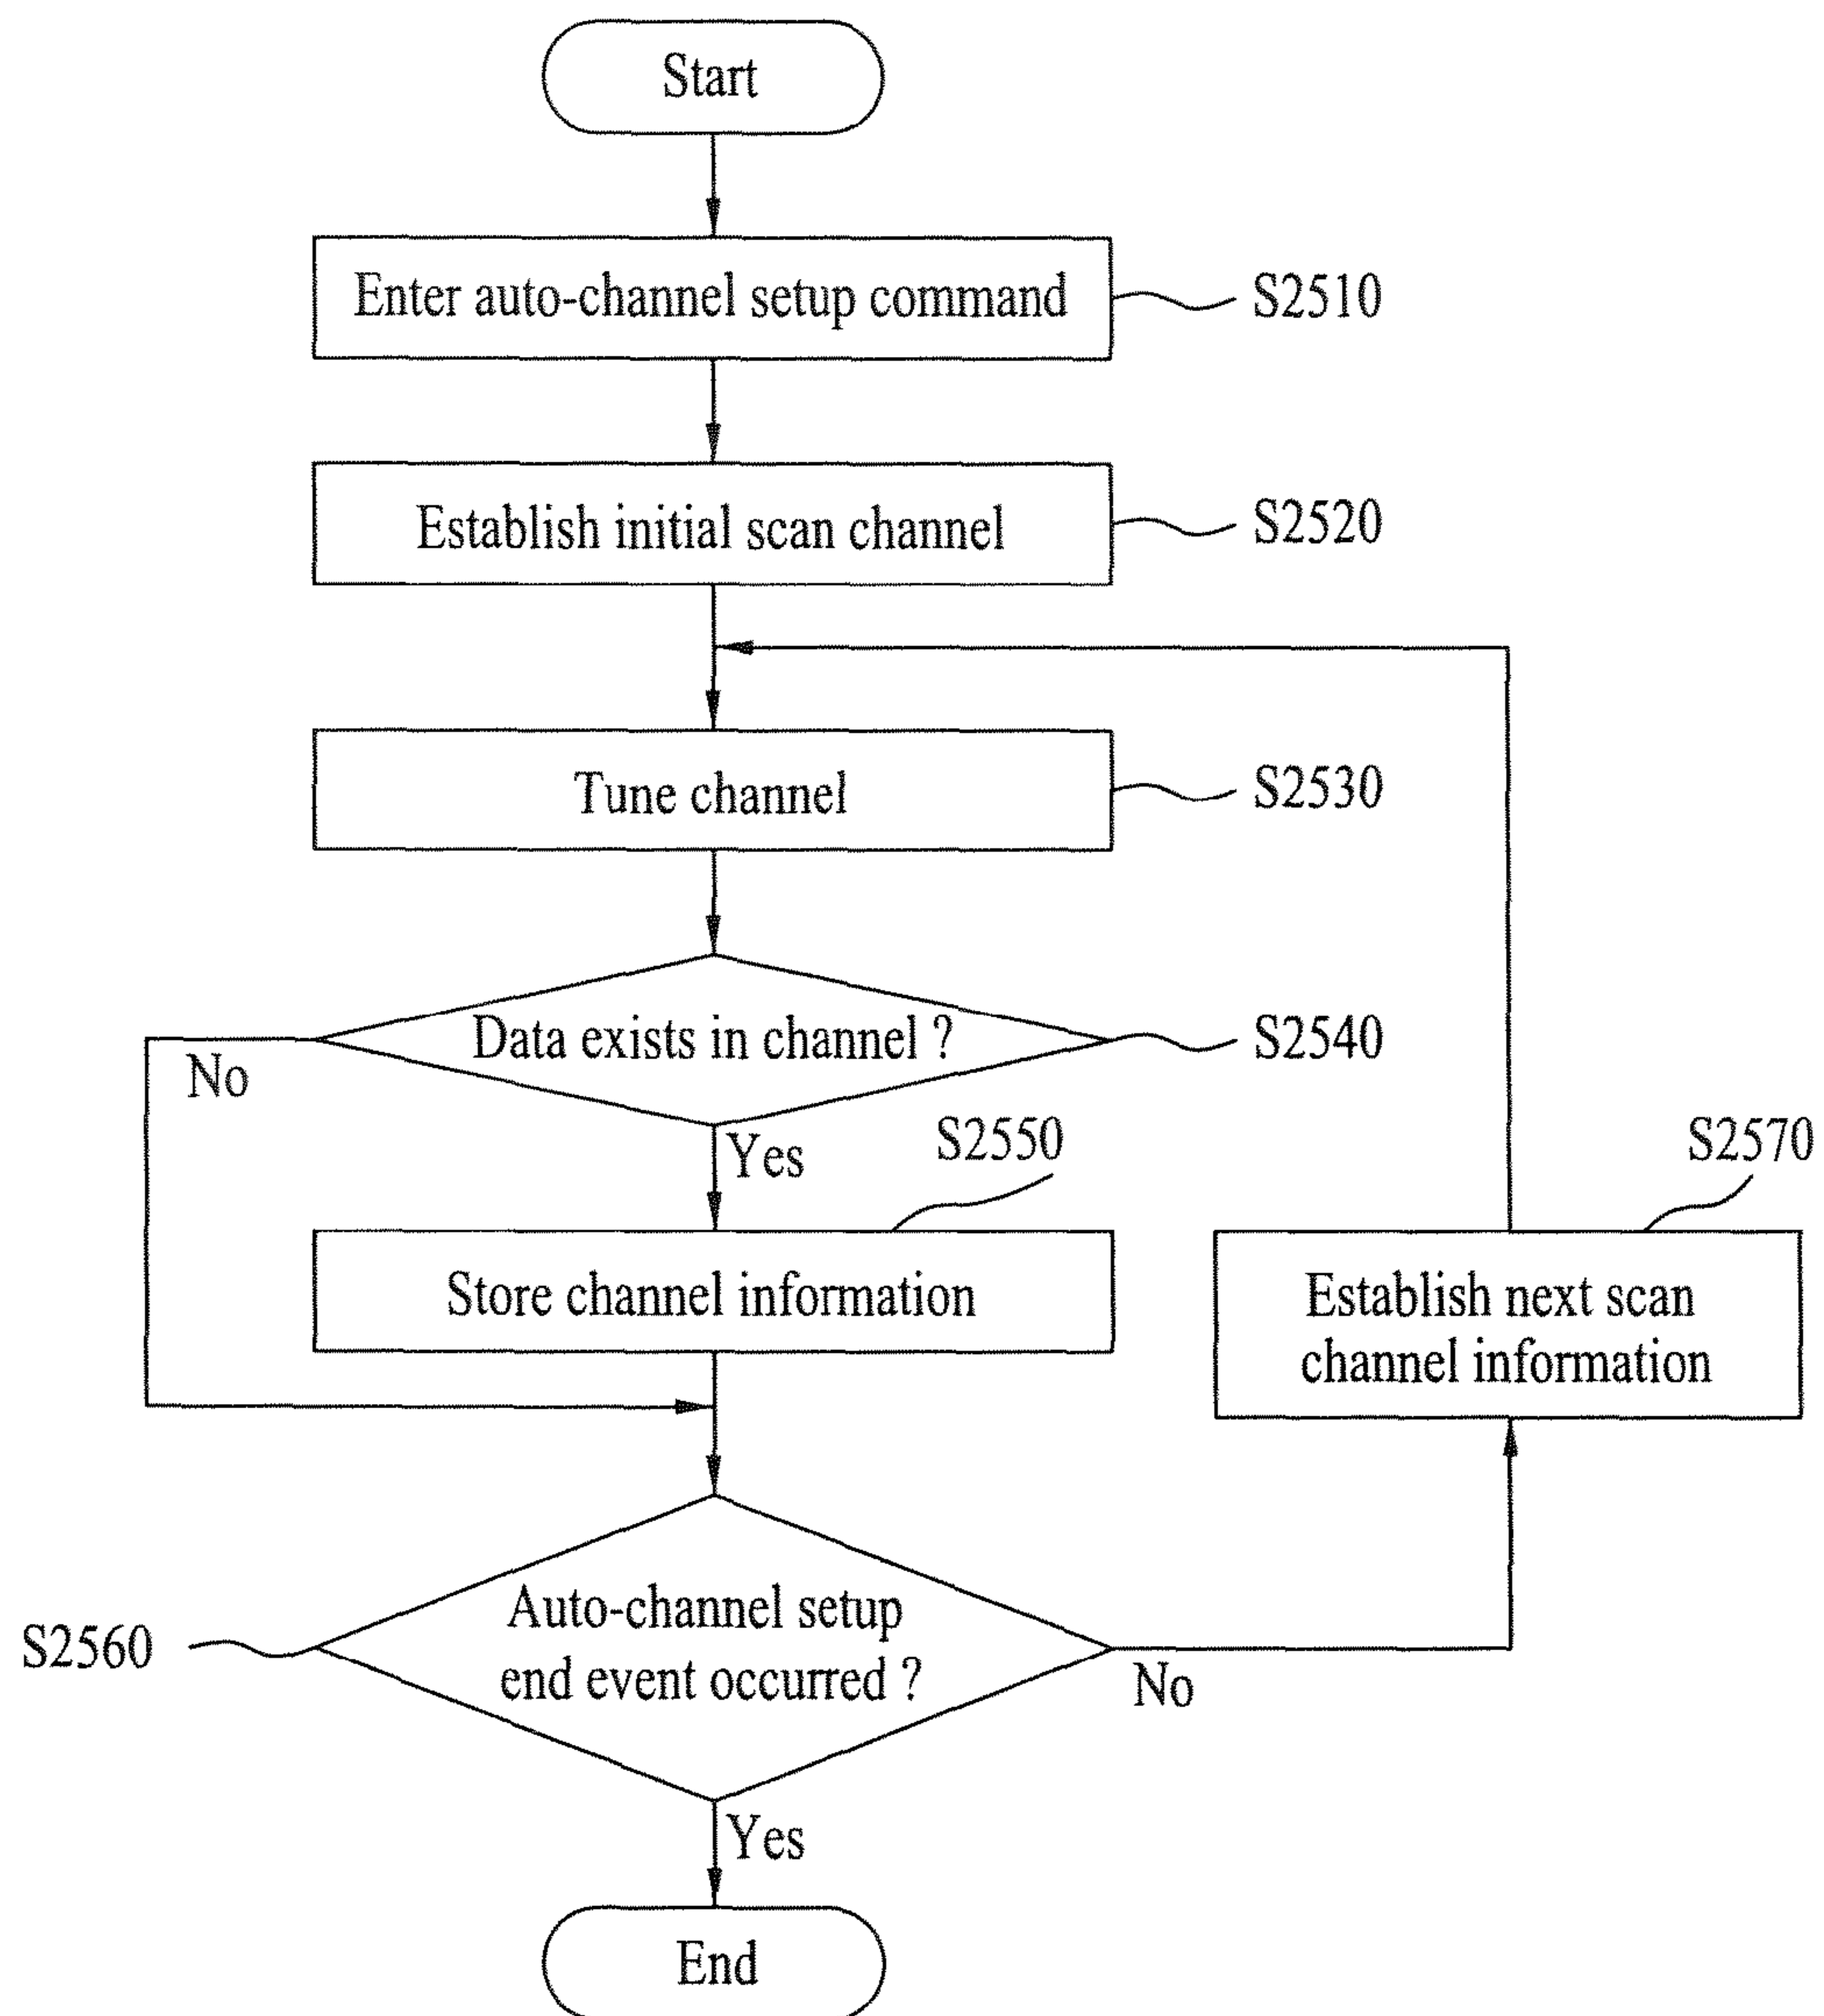 Start
Enter auto-channel setup command
S2510
Establish initial scan channel
S2520
Tune channel
S2530
Data exists in channel ?
S2540
No
Yes
S2550
S2570
Store channel information
Establish next scan
channel information
Auto-channel setup
end event occurred ?
S2560
No
Yes
End